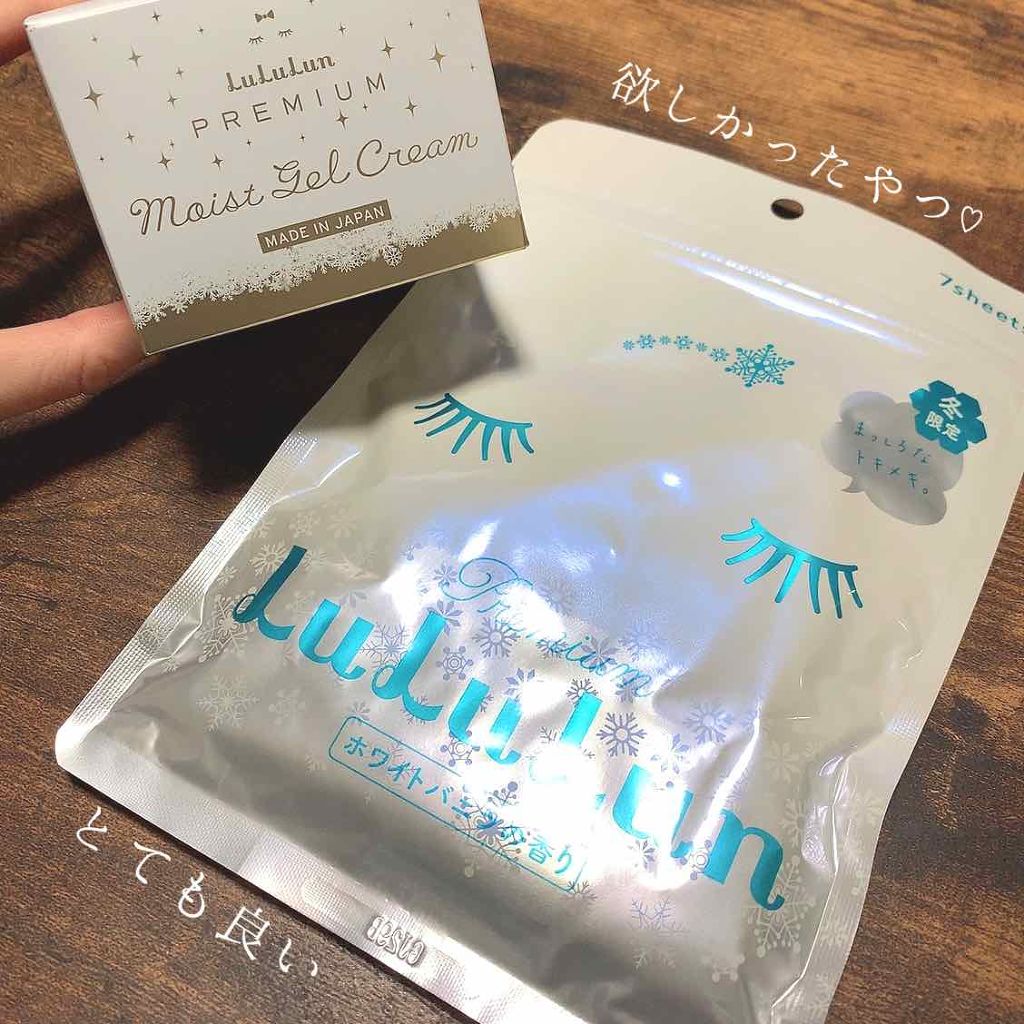 LuLuLun
PREMIUM
Moist Gel Cream
MADE IN JAPAN
欲しかったやつ♡
7sheets
冬
限定
まっしろな
トキメキ。
Premium
LuLuLun
ホワイトバニラの香り
とても良い